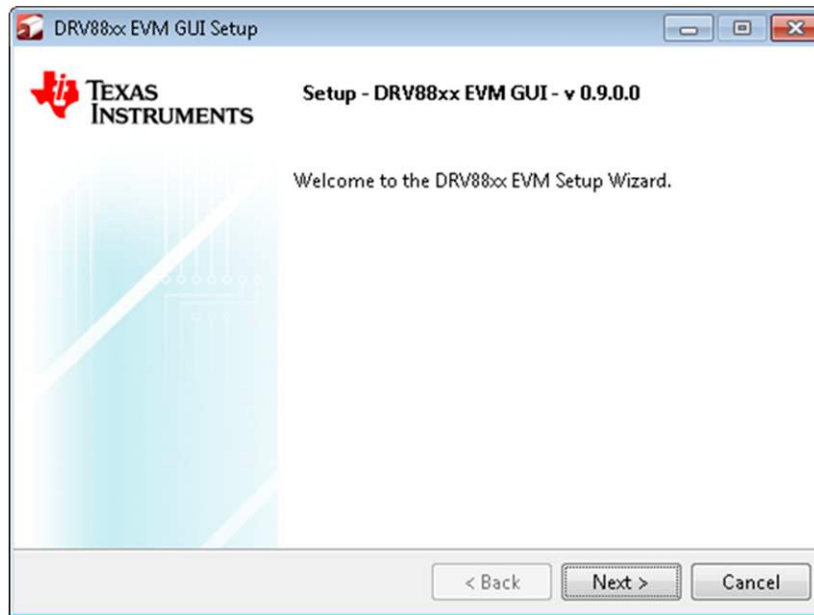 DRV88xx EVM GUI Setup
TEXAS
INSTRUMENTS
Setup - DRV88xx EVM GUI - v 0.9.0.0
Welcome to the DRV88xx EVM Setup Wizard.
< Back
Next >
Cancel